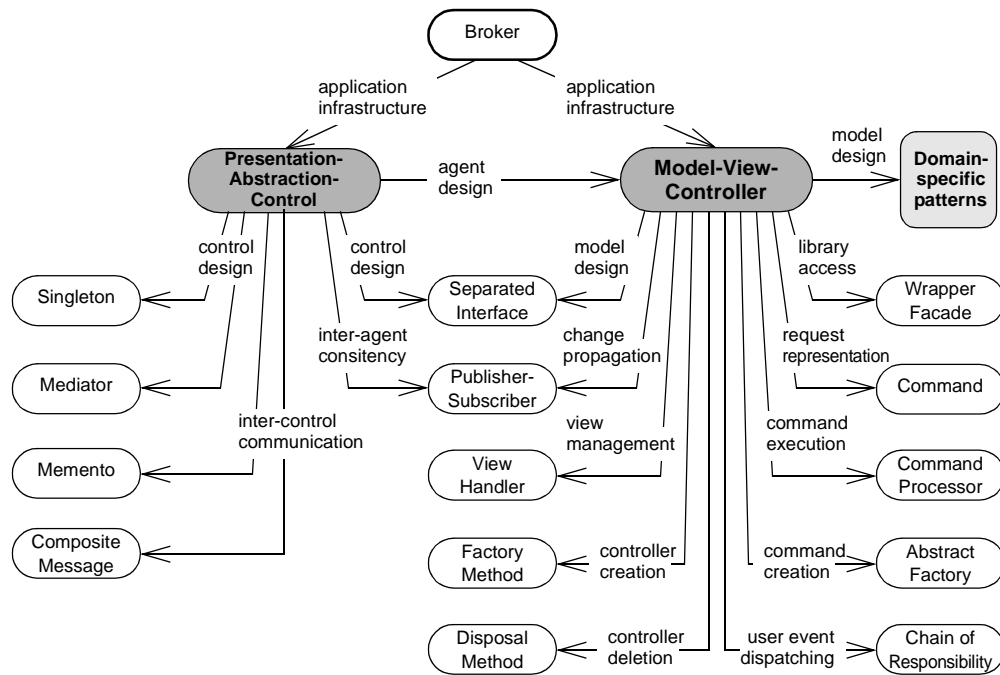 Broker
application
infrastructure
application
infrastructure
Presentation-
Abstraction-
Control
agent
design
Model-View-
Controller
model
design
Domain-
specific
patterns
control
design
control
design
model
design
library
access
Singleton
Separated
Interface
Wrapper
Facade
inter-agent
consitency
change
propagation
request
representation
Mediator
Publisher-
Subscriber
Command
inter-control
communication
view
management
command
execution
Memento
View
Handler
Command
Processor
Composite
Message
Factory
Method
controller
creation
command
creation
Abstract
Factory
Disposal
Method
controller
deletion
user event
dispatching
Chain of
Responsibility